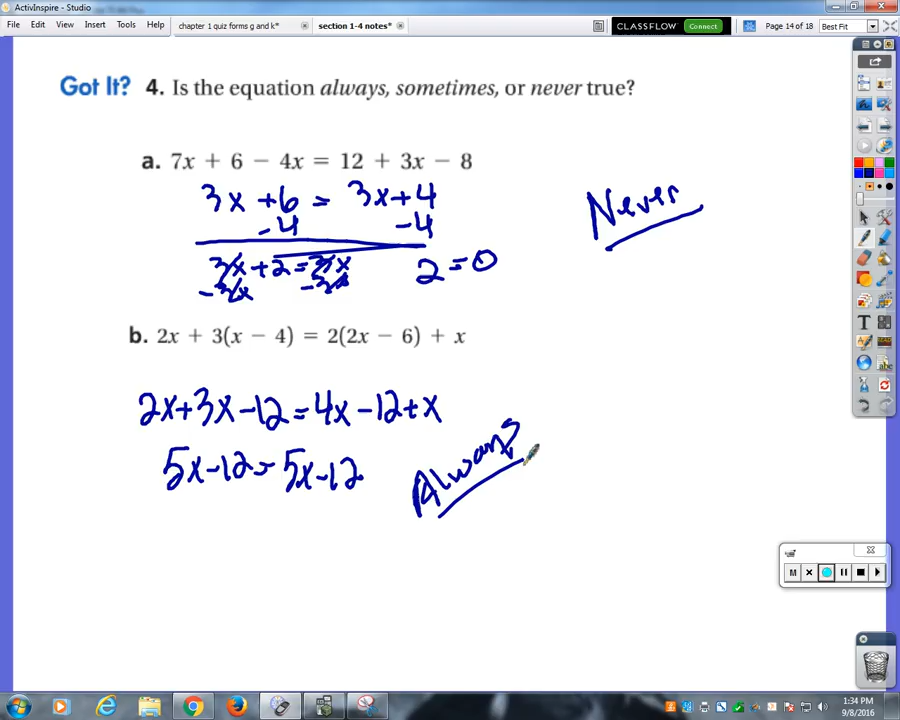 ActivInspire - Studio
File Edit View Insert Tools Help
chapter 1 quiz forms g and k*
section 1-4 notes*
CLASSFLOW Connect
Page 14 of 18
Best Fit
Got It? 4. Is the equation always, sometimes, or never true?
a. 7x + 6 − 4x = 12 + 3x − 8
3x + 6 = 3x + 4
-4 -4
3x + 2 = 3x 2 = 0
-3x -3x
Never
b. 2x + 3(x − 4) = 2(2x − 6) + x
2x + 3x - 12 = 4x - 12 + x
5x - 12 = 5x - 12
Always
M
1:34 PM
9/8/2016